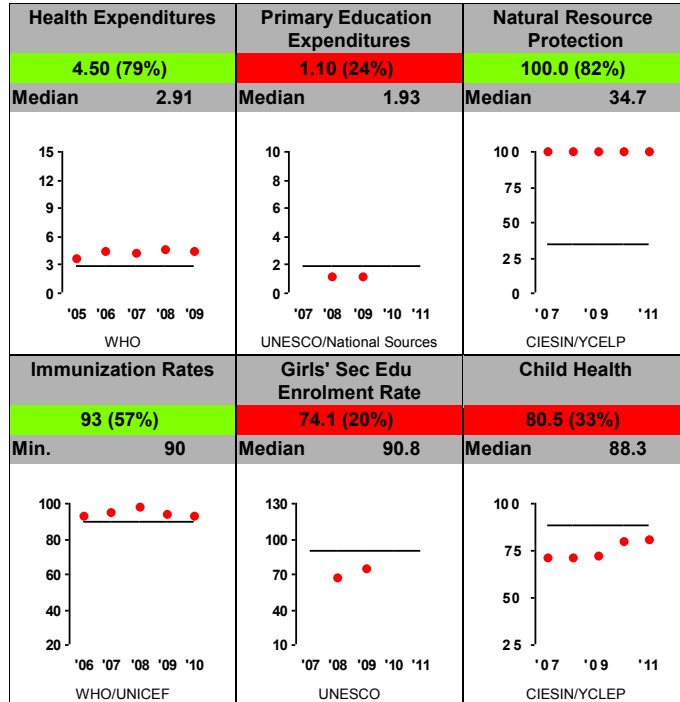 Health Expenditures
4.50 (79%)
Median 2.91
15
12
9
6
3
0
'05 '06 '07 '08 '09
WHO
Primary Education
Expenditures
1.10 (24%)
Median 1.93
10
8
6
4
2
0
'07 '08 '09 '10 '11
UNESCO/National Sources
Natural Resource
Protection
100.0 (82%)
Median 34.7
100
75
50
25
0
'07 '09 '11
CIESIN/YCELP
Immunization Rates
93 (57%)
Min. 90
100
80
60
40
20
'06 '07 '08 '09 '10
WHO/UNICEF
Girls' Sec Edu
Enrolment Rate
74.1 (20%)
Median 90.8
130
100
70
40
10
'07 '08 '09 '10 '11
UNESCO
Child Health
80.5 (33%)
Median 88.3
100
75
50
25
'07 '09 '11
CIESIN/YCLEP